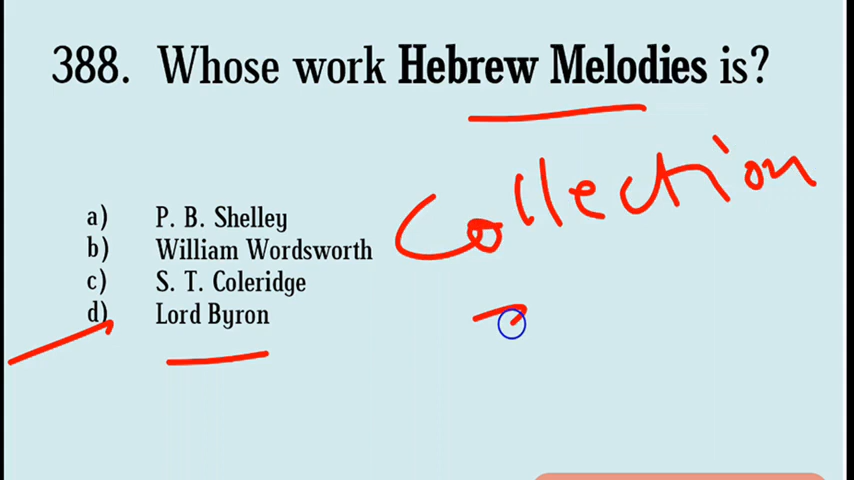 388. Whose work Hebrew Melodies is?
Collection
a) P. B. Shelley
b) William Wordsworth
c) S. T. Coleridge
d) Lord Byron